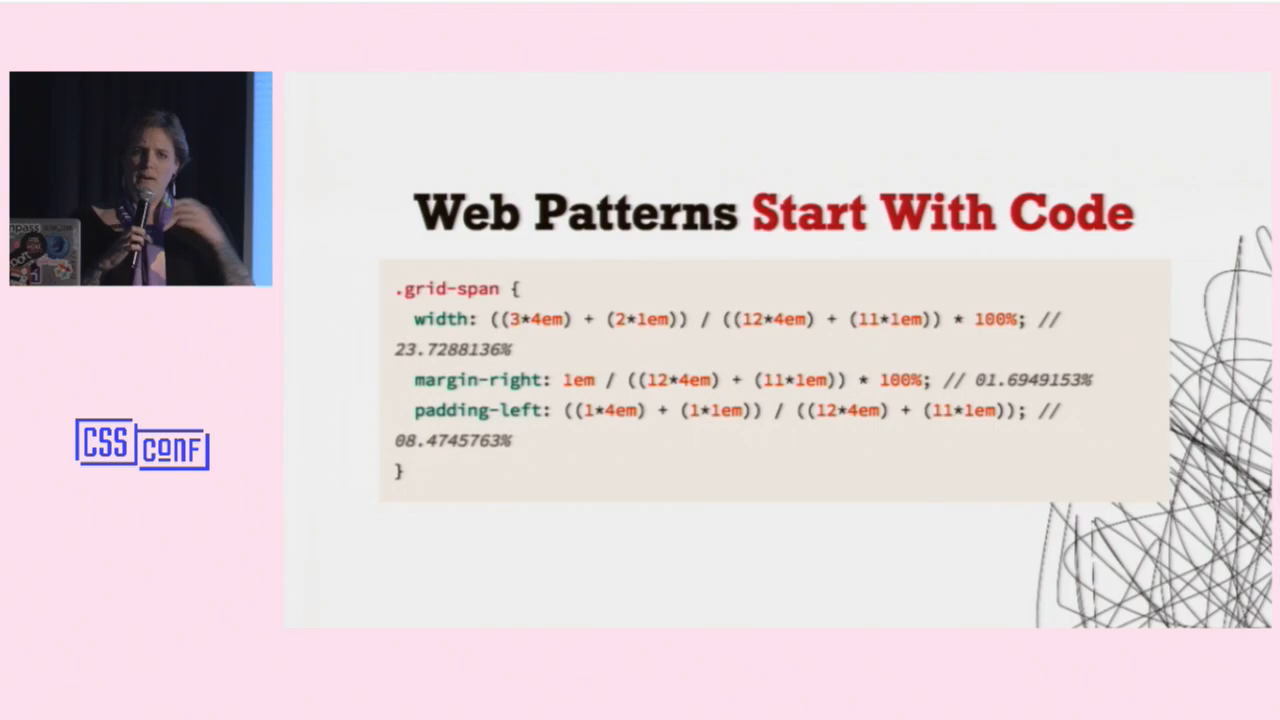 Web Patterns Start With Code
.grid-span {
width: ((3*4em) + (2*1em)) / ((12*4em) + (11*1em)) * 100%; //
23.7288136%
margin-right: 1em / ((12*4em) + (11*1em)) * 100%; // 01.6949153%
padding-left: ((1*4em) + (1*1em)) / ((12*4em) + (11*1em)); //
08.4745763%
}
CSS
CONF